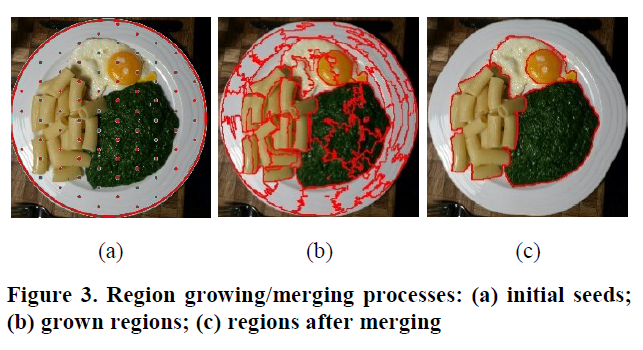 (a) (b) (c)
Figure 3. Region growing/merging processes: (a) initial seeds;
(b) grown regions; (c) regions after merging